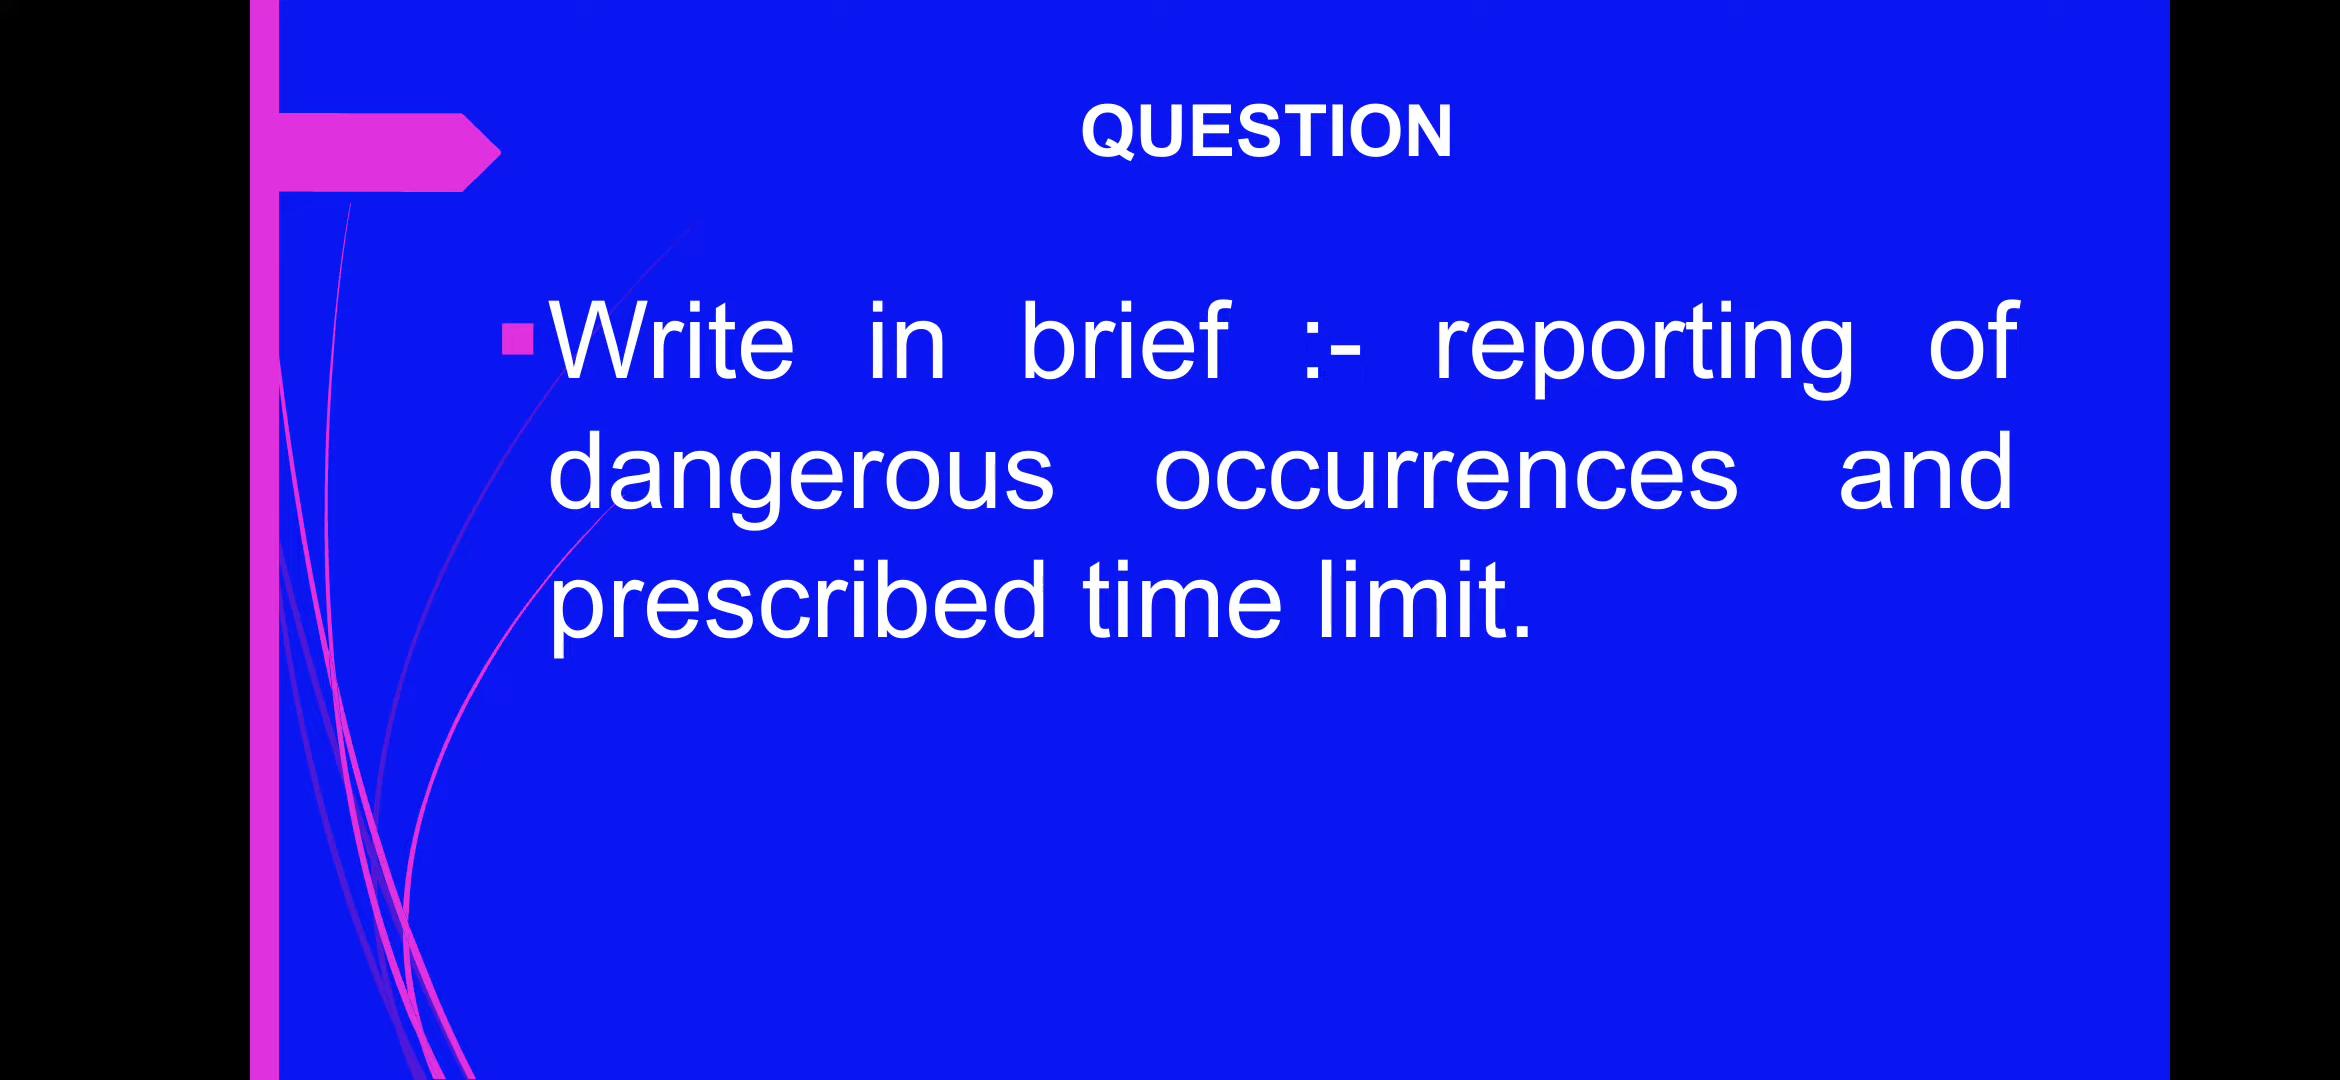 QUESTION
Write in brief :- reporting of
dangerous occurrences and
prescribed time limit.